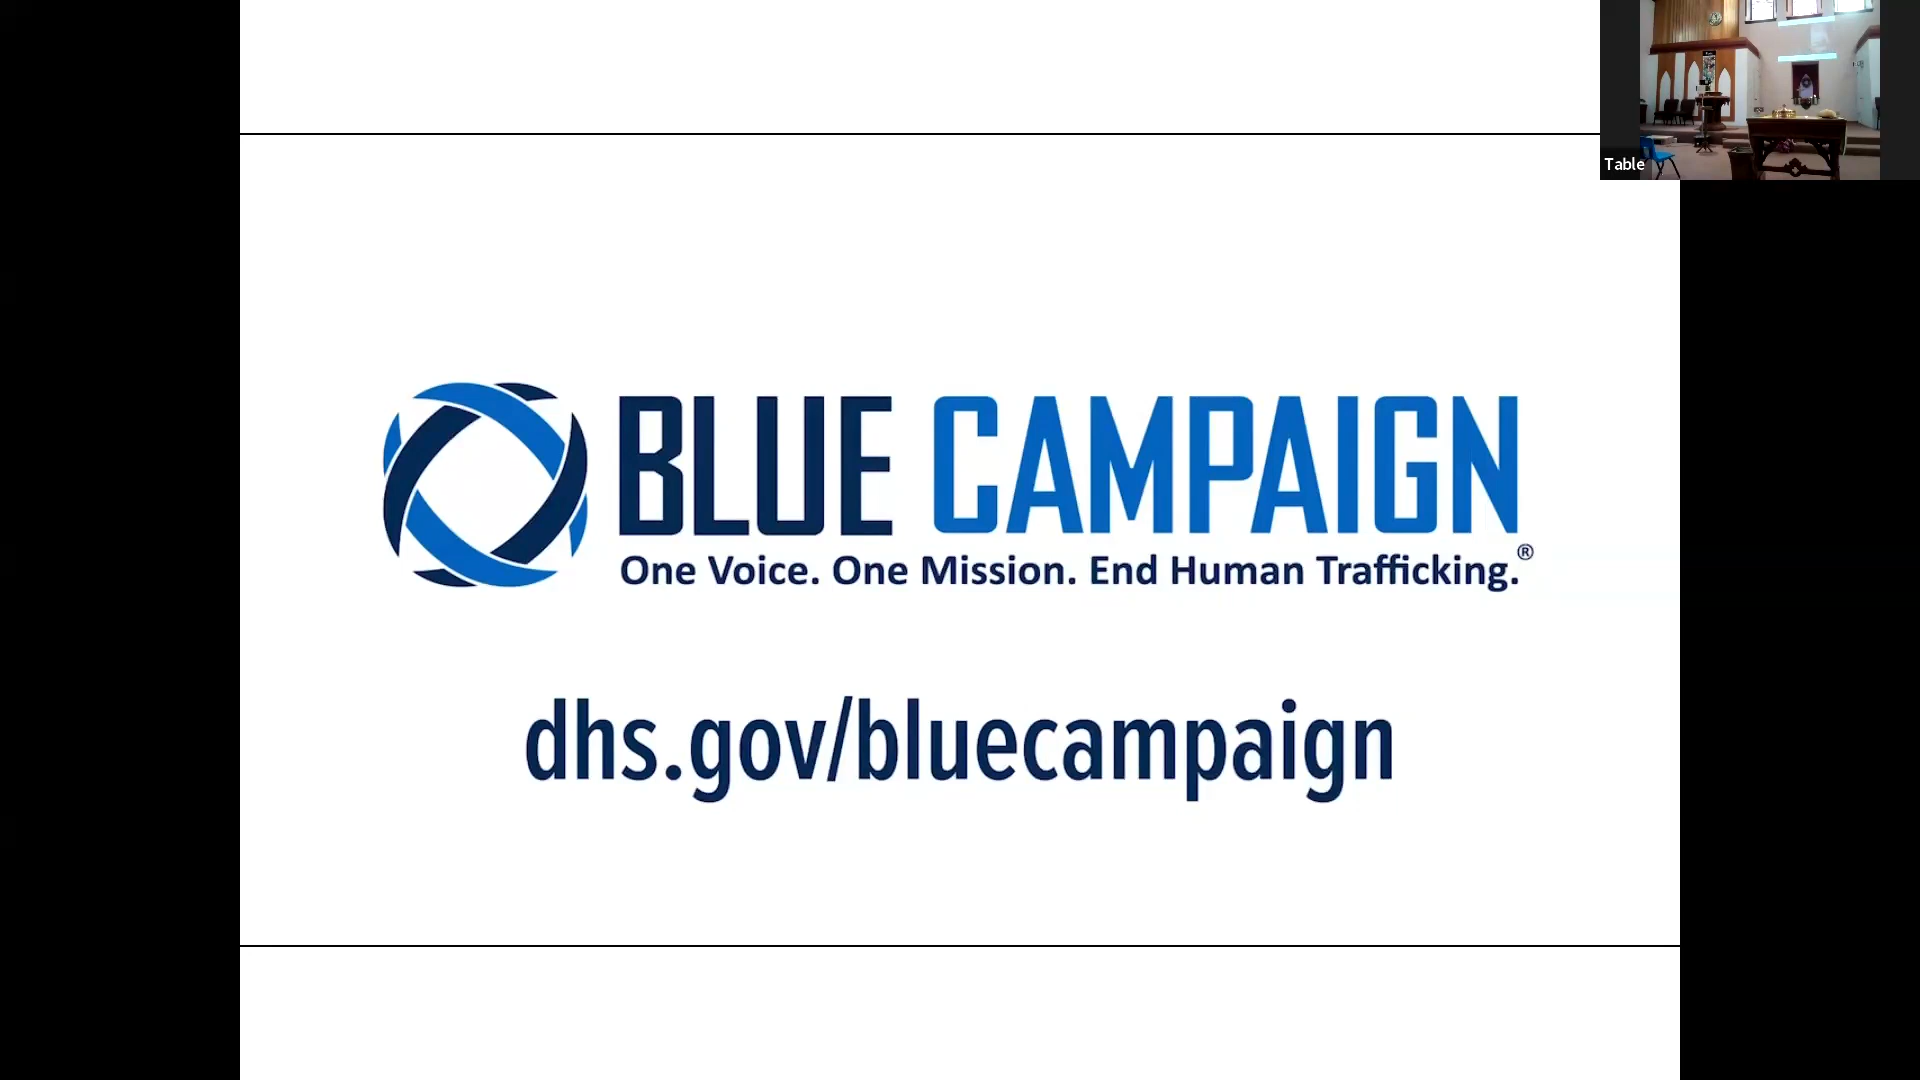 Table
BLUE CAMPAIGN
One Voice. One Mission. End Human Trafficking.®
dhs.gov/bluecampaign